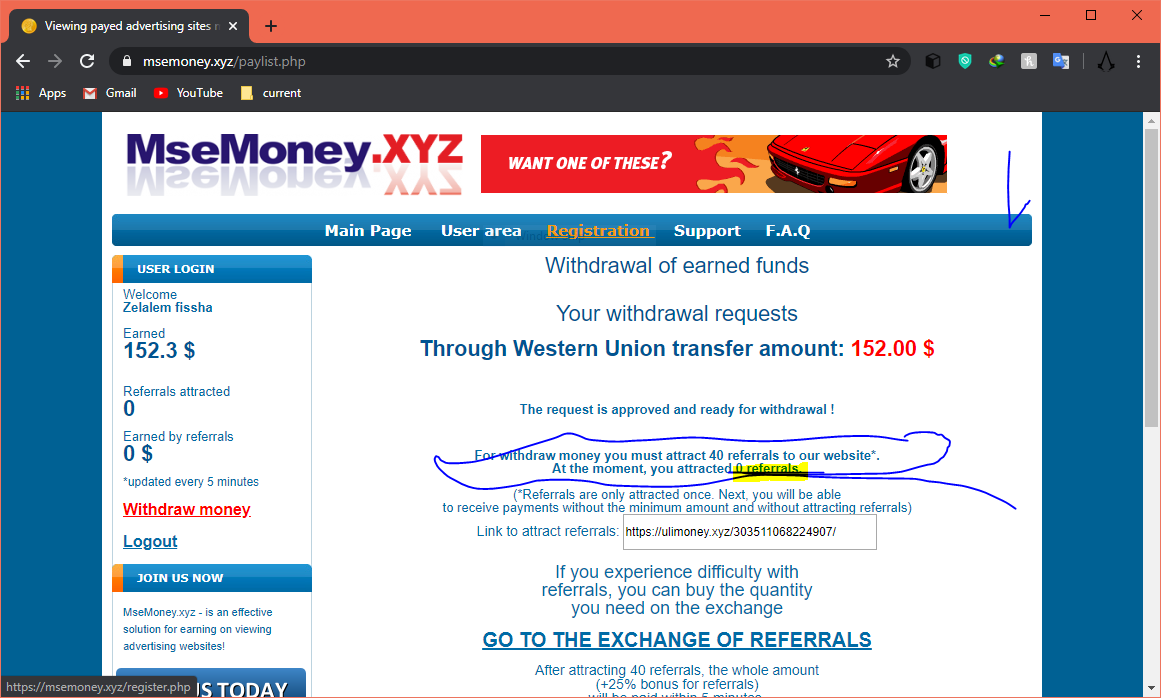 Viewing payed advertising sites
msemoney.xyz/paylist.php
Apps
Gmail
YouTube
current
MseMoney.XYZ
WANT ONE OF THESE?
Main Page
User area
Registration
Support
F.A.Q
USER LOGIN
Welcome
Zelalem fissha
Earned
152.3 $
Referrals attracted
0
Earned by referrals
0 $
*updated every 5 minutes
Withdraw money
Logout
JOIN US NOW
MseMoney.xyz - is an effective
solution for earning on viewing
advertising websites!
US TODAY
Withdrawal of earned funds
Your withdrawal requests
Through Western Union transfer amount: 152.00 $
The request is approved and ready for withdrawal !
For withdraw money you must attract 40 referrals to our website*.
At the moment, you attracted 0 referrals.
(*Referrals are only attracted once. Next, you will be able
to receive payments without the minimum amount and without attracting referrals)
Link to attract referrals: https://ulimoney.xyz/303511068224907/
If you experience difficulty with
referrals, you can buy the quantity
you need on the exchange
GO TO THE EXCHANGE OF REFERRALS
After attracting 40 referrals, the whole amount
(+25% bonus for referrals)
will be paid within 5 minutes
https://msemoney.xyz/register.php